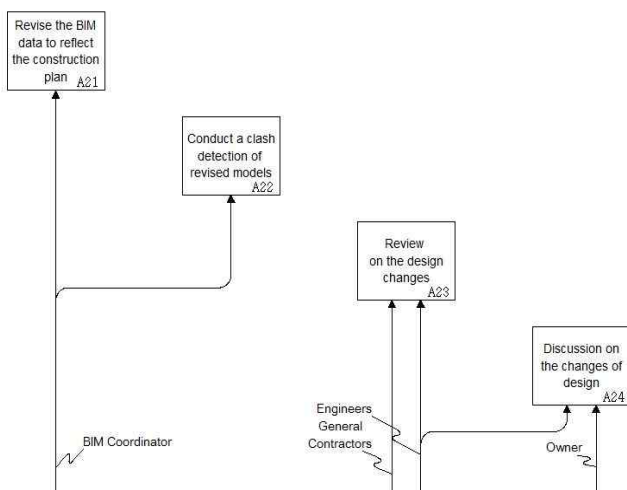 Revise the BIM
data to reflect
the construction
plan
A21
Conduct a clash
detection of
revised models
A22
Review
on the design
changes
A23
Discussion on
the changes of
design
A24
Engineers
General
Contractors
BIM Coordinator
Owner